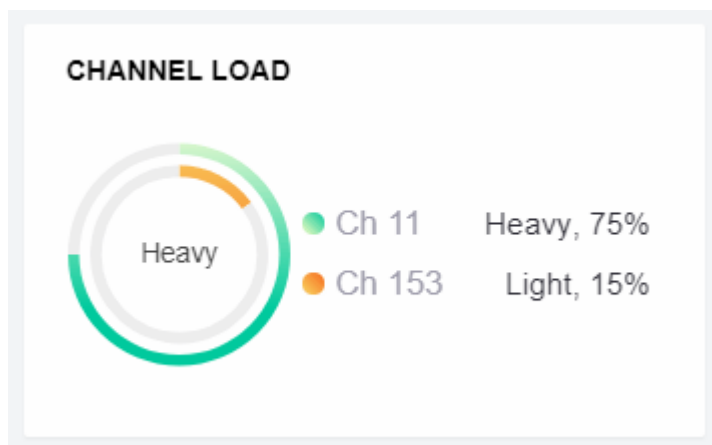 CHANNEL LOAD
Heavy
Ch 11 Heavy, 75%
Ch 153 Light, 15%